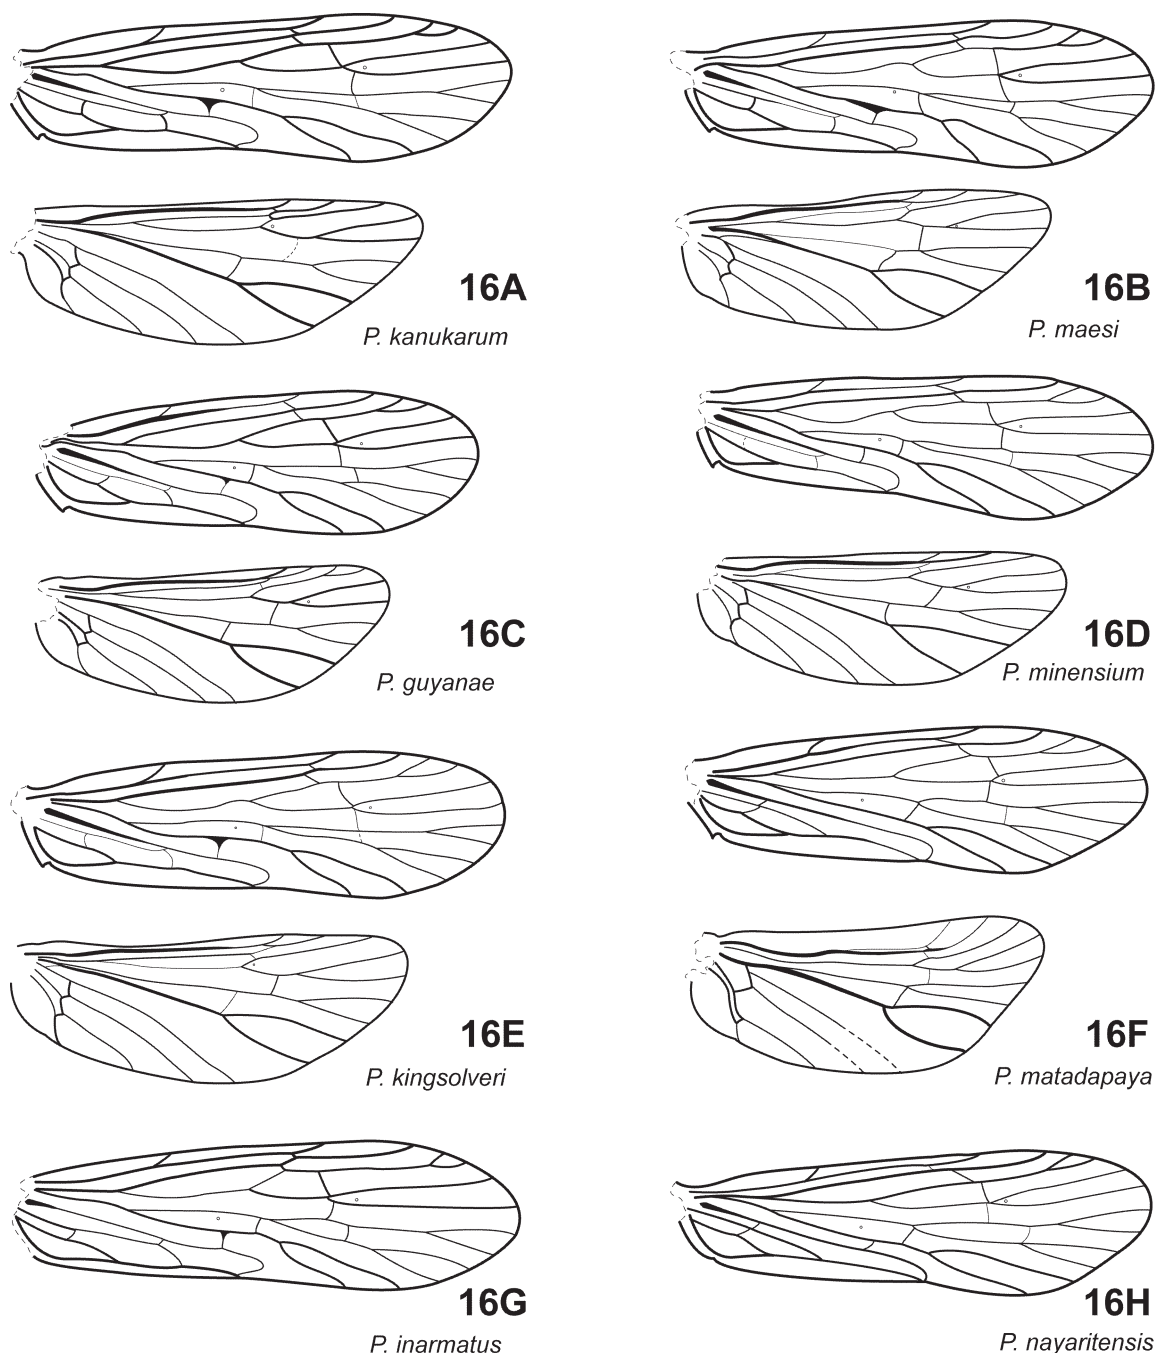 16A
P. kanukarum
16B
P. maesi
16C
P. guyanae
16D
P. minensium
16E
P. kingsolveri
16F
P. matadapaya
16G
P. inarmatus
16H
P. nayaritensis